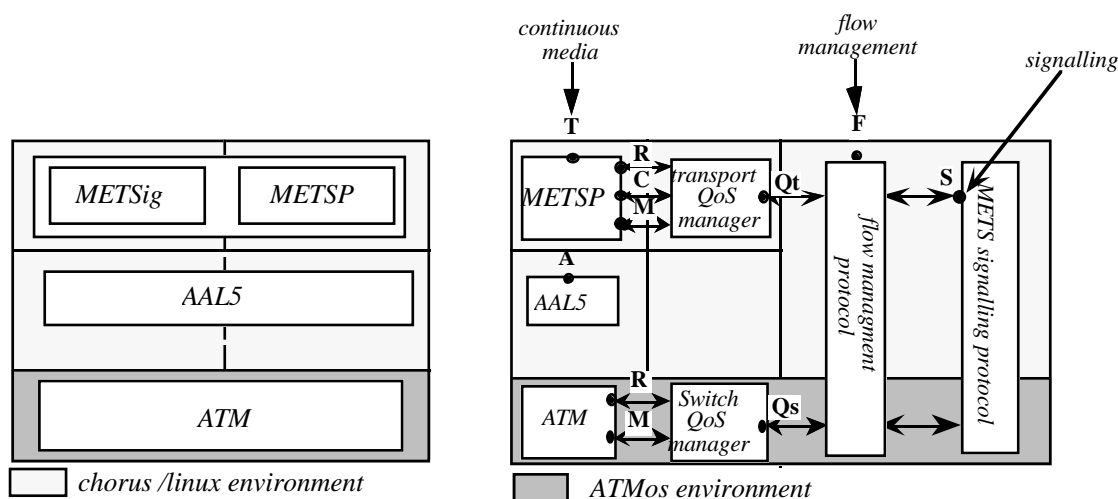 continuous
media
flow
management
signalling
T
F
METSig
METSP
AAL5
ATM
METSP
R
C
M
transport
QoS
manager
Qt
S
A
AAL5
flow managment
protocol
METS signalling protocol
ATM
R
M
Switch
QoS
manager
Qs
chorus /linux environment
ATMos environment